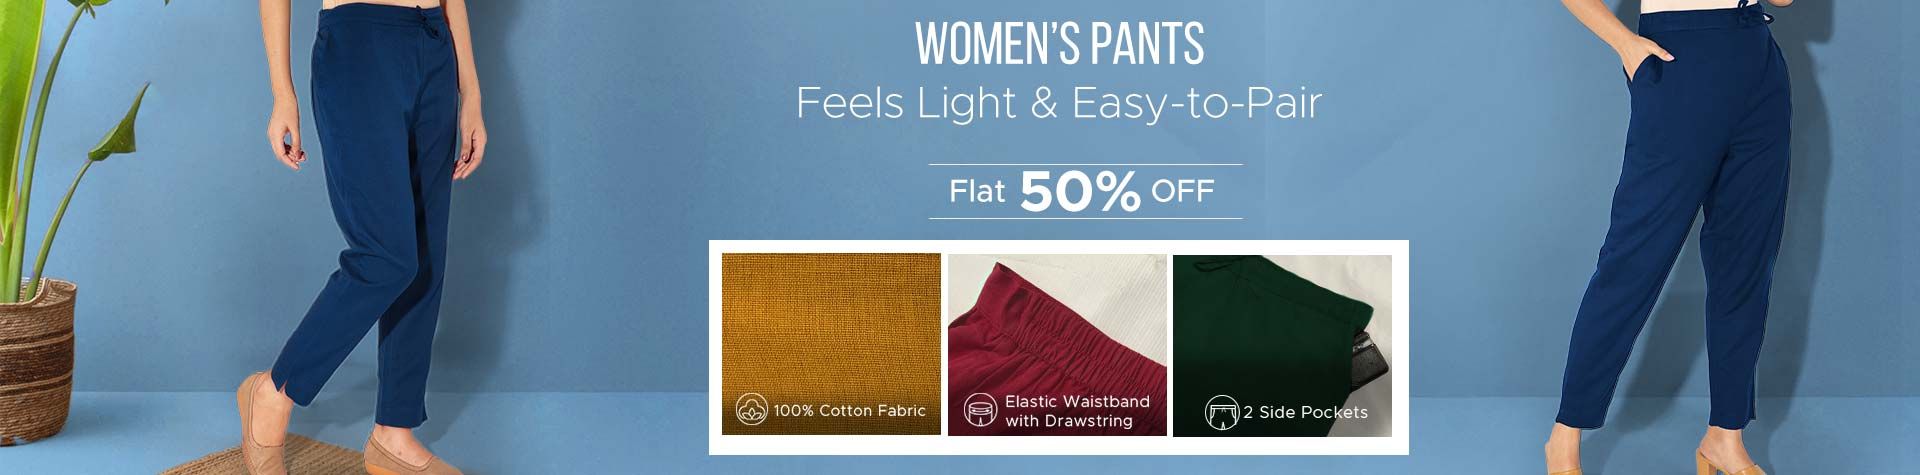 WOMEN'S PANTS
Feels Light & Easy-to-Pair
Flat 50% OFF
100% Cotton Fabric
Elastic Waistband
with Drawstring
2 Side Pockets